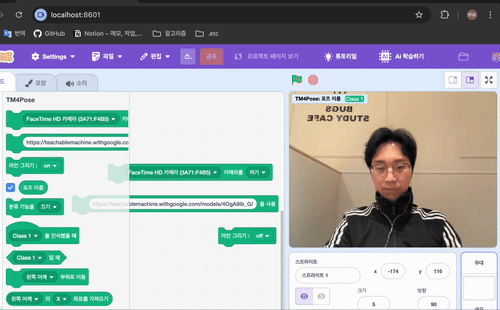 localhost:8601
번역
GitHub
Notion – 메모, 작업,...
알고리즘
.etc
Settings
파일
편집
공유
프로젝트 페이지 보기
튜토리얼
AI 학습하기
모양
소리
TM4Pose
FaceTime HD 카메라 (3A71:F4B5)
https://teachablemachine.withgoogle.co
FaceTime HD 카메라 (3A71:F4B5) 카메라를 켜기
https://teachablemachine.withgoogle.com/models/4OgA9lb_G/ 을 사용
라인 그리기 : on
라인 그리기 : off
포즈 이름
분류 기능을 끄기
Class 1 을 인식했을 때
Class 1 일 때
왼쪽 어깨 부위로 이동
왼쪽 어깨 의 X 좌표를 가져오기
TM4Pose: 포즈 이름 Class 1
BUGS
STUDY CAFE
스프라이트
스프라이트 1
x -174
y 116
크기
방향
5
90
무대